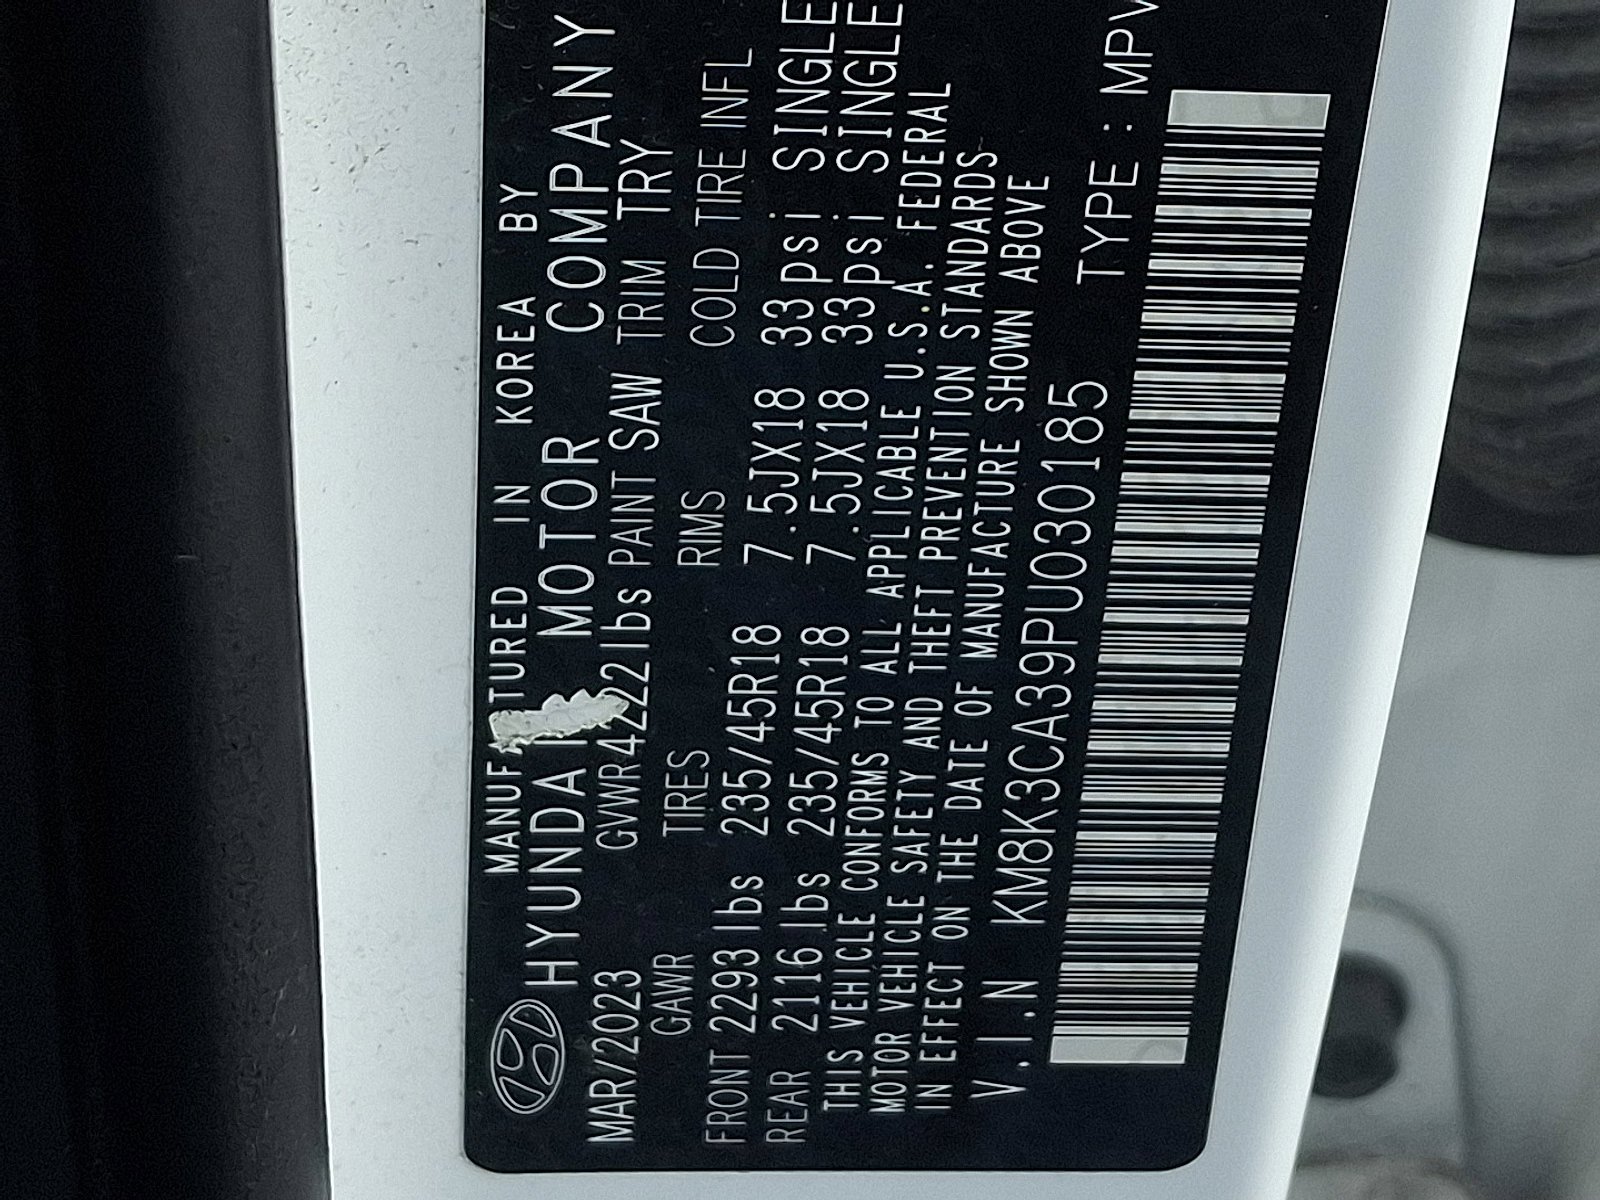 MANUF TURED IN KOREA BY
HYUNDAI MOTOR COMPANY
MAR/2023 GVWR 4222 lbs PAINT SAW TRIM TRY
GAWR TIRES RIMS COLD TIRE INFL
FRONT 2293 lbs 235/45R18 7.5JX18 33 psi SINGLE
REAR 2116 lbs 235/45R18 7.5JX18 33 psi SINGLE
THIS VEHICLE CONFORMS TO ALL APPLICABLE U.S.A. FEDERAL
MOTOR VEHICLE SAFETY AND THEFT PREVENTION STANDARDS
IN EFFECT ON THE DATE OF MANUFACTURE SHOWN ABOVE
V.I.N KM8K3CA39PU030185 TYPE : MPV